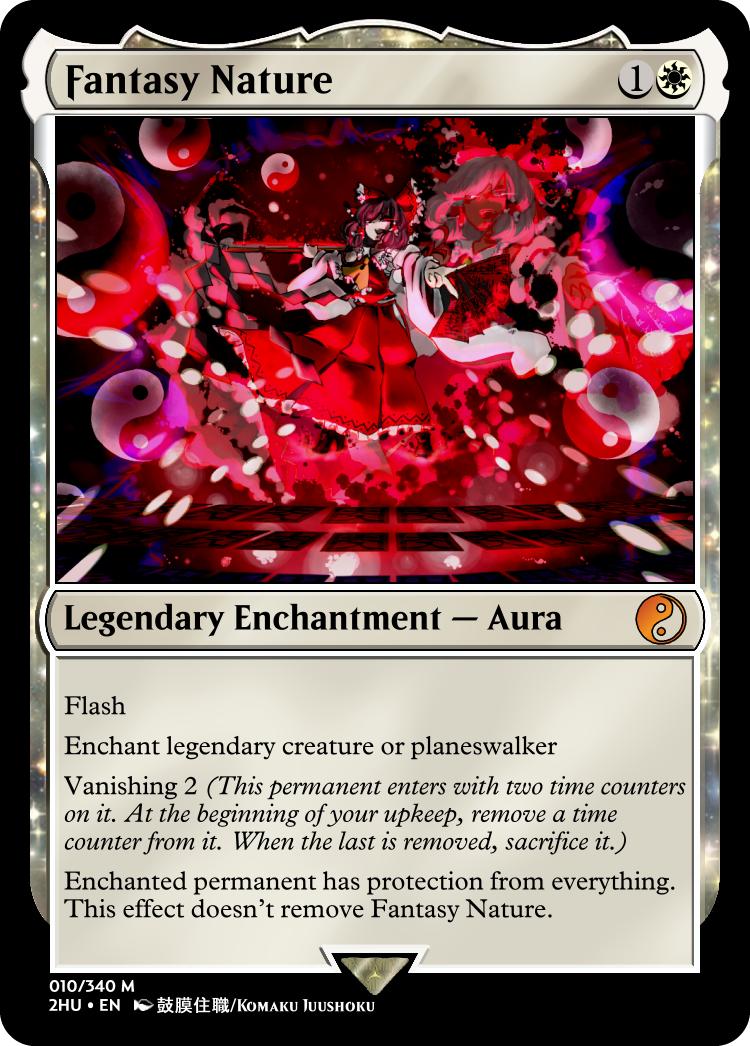 Fantasy Nature 1
Legendary Enchantment — Aura
Flash
Enchant legendary creature or planeswalker
Vanishing 2 (This permanent enters with two time counters
on it. At the beginning of your upkeep, remove a time
counter from it. When the last is removed, sacrifice it.)
Enchanted permanent has protection from everything.
This effect doesn't remove Fantasy Nature.
010/340 M
2HU • EN 鼓膜住職/Komaku Juushoku